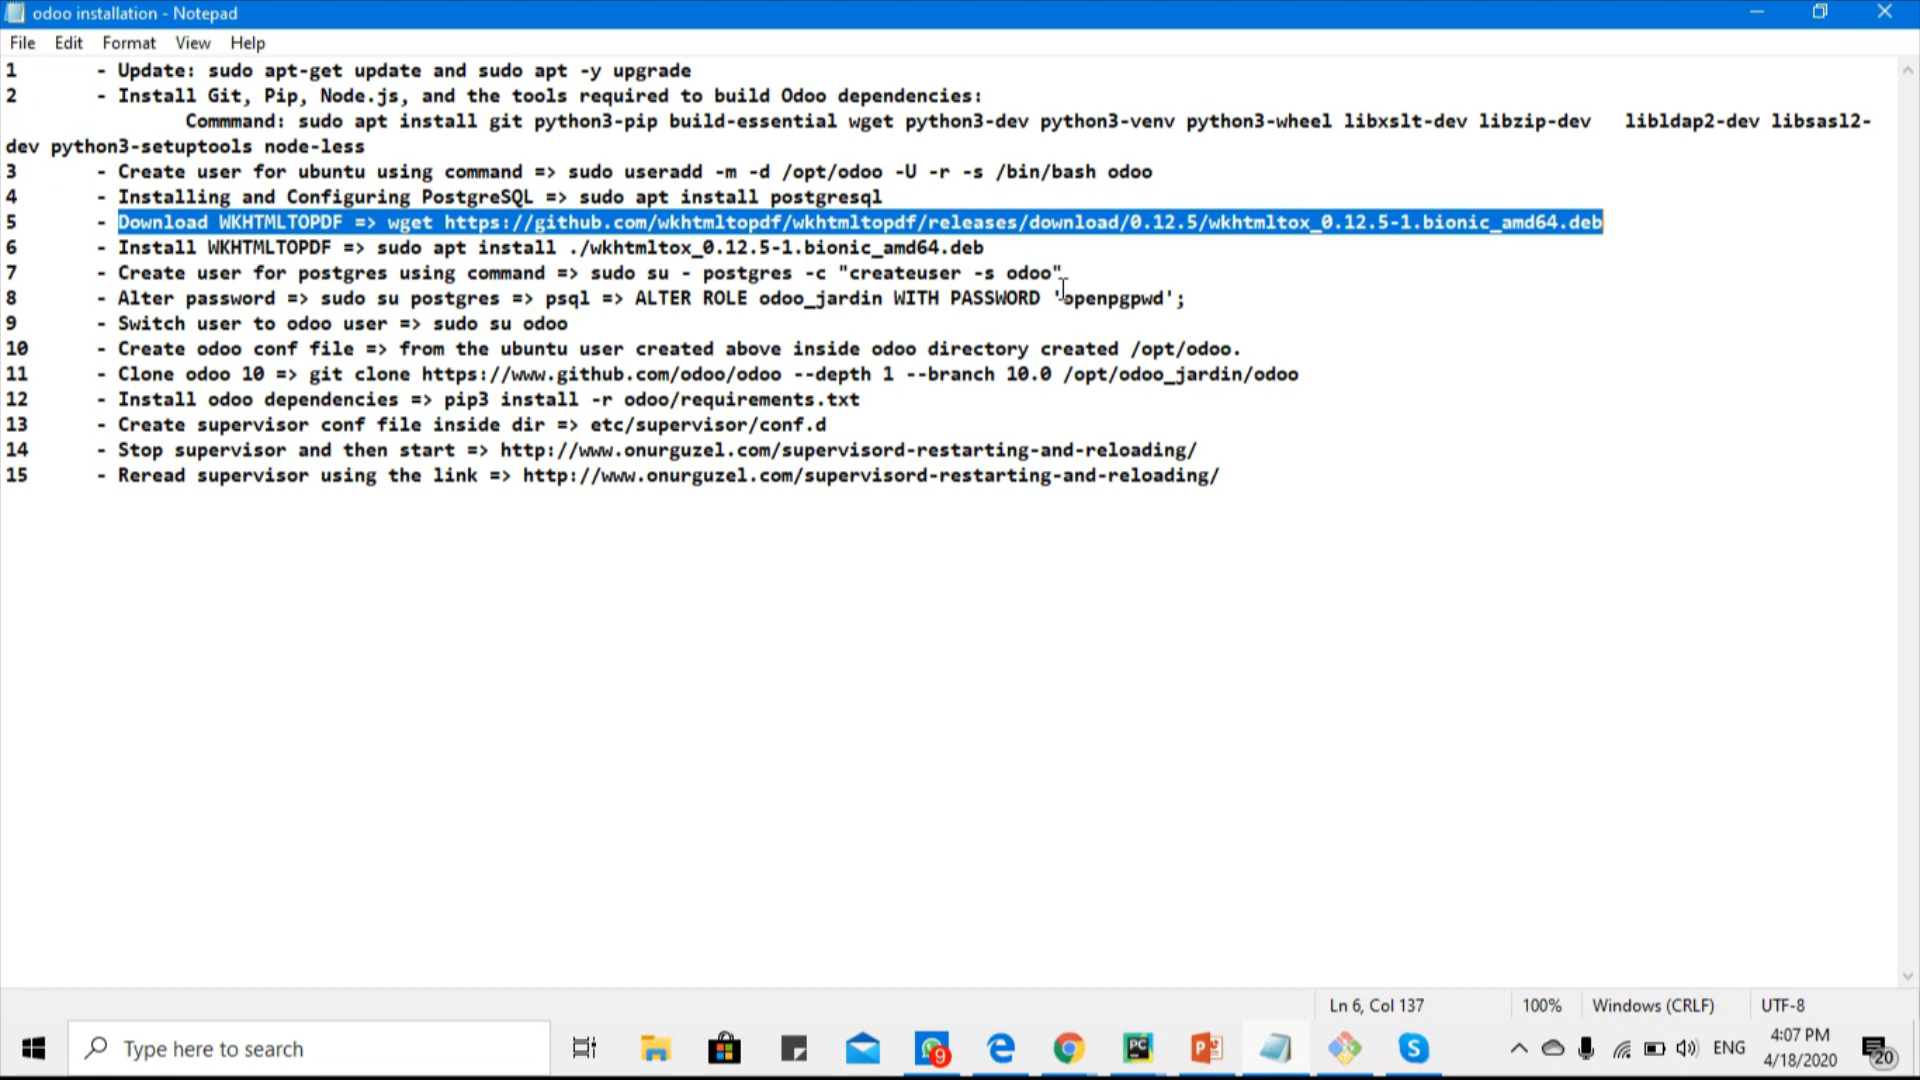 odoo installation - Notepad
File Edit Format View Help
1 - Update: sudo apt-get update and sudo apt -y upgrade
2 - Install Git, Pip, Node.js, and the tools required to build Odoo dependencies:
Commmand: sudo apt install git python3-pip build-essential wget python3-dev python3-venv python3-wheel libxslt-dev libzip-dev libldap2-dev libsasl2-
dev python3-setuptools node-less
3 - Create user for ubuntu using command => sudo useradd -m -d /opt/odoo -U -r -s /bin/bash odoo
4 - Installing and Configuring PostgreSQL => sudo apt install postgresql
5 - Download WKHTMLTOPDF => wget https://github.com/wkhtmltopdf/wkhtmltopdf/releases/download/0.12.5/wkhtmltox_0.12.5-1.bionic_amd64.deb
6 - Install WKHTMLTOPDF => sudo apt install ./wkhtmltox_0.12.5-1.bionic_amd64.deb
7 - Create user for postgres using command => sudo su - postgres -c "createuser -s odoo"
8 - Alter password => sudo su postgres => psql => ALTER ROLE odoo_jardin WITH PASSWORD 'openpgpwd';
9 - Switch user to odoo user => sudo su odoo
10 - Create odoo conf file => from the ubuntu user created above inside odoo directory created /opt/odoo.
11 - Clone odoo 10 => git clone https://www.github.com/odoo/odoo --depth 1 --branch 10.0 /opt/odoo_jardin/odoo
12 - Install odoo dependencies => pip3 install -r odoo/requirements.txt
13 - Create supervisor conf file inside dir => etc/supervisor/conf.d
14 - Stop supervisor and then start => http://www.onurguzel.com/supervisord-restarting-and-reloading/
15 - Reread supervisor using the link => http://www.onurguzel.com/supervisord-restarting-and-reloading/
Ln 6, Col 137 100% Windows (CRLF) UTF-8
Type here to search 9 PC S ENG 4:07 PM
4/18/2020 20